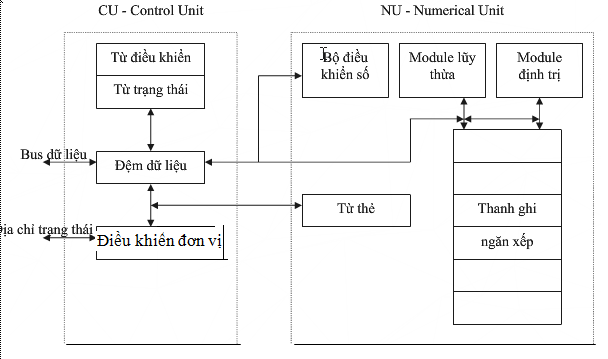 CU - Control Unit
NU - Numerical Unit
Từ điều khiển
Từ trạng thái
Bộ điều
khiển số
Module lũy
thừa
Module
định trị
Bus dữ liệu
Đệm dữ liệu
Từ thẻ
Thanh ghi
ngăn xếp
Địa chỉ trạng thái
Điều khiển đơn vị